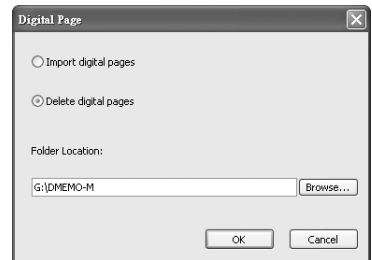 Digital Page
Import digital pages
Delete digital pages
Folder Location:
G:\DMEMO-M
Browse...
OK
Cancel